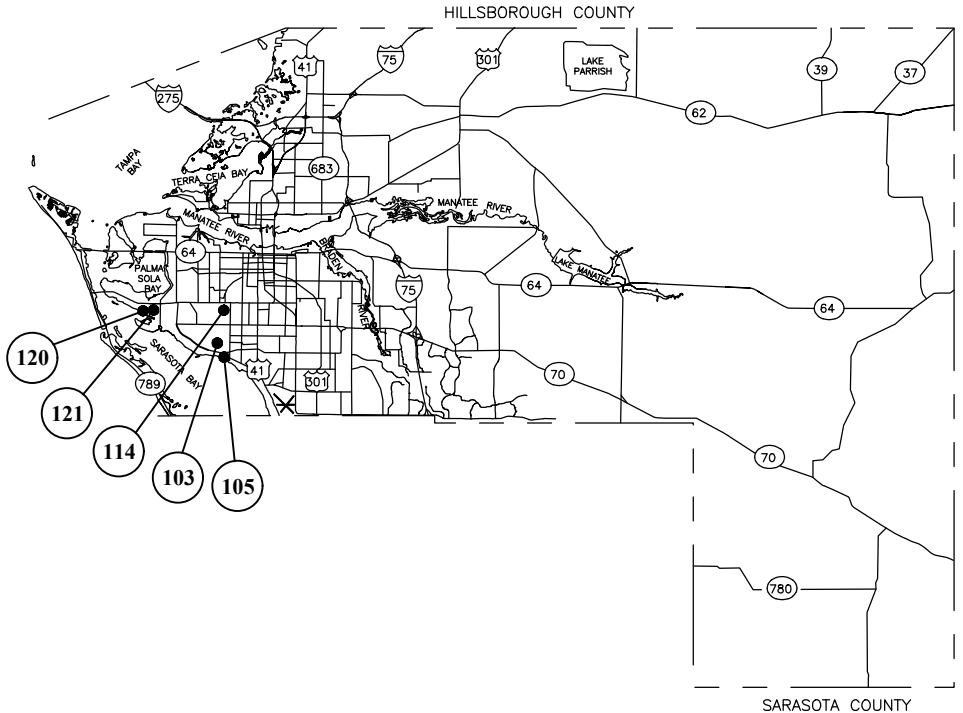 HILLSBOROUGH COUNTY
41
75
301
LAKE
PARRISH
39
37
275
62
TAMPA
BAY
683
TERRA CEIA BAY
MANATEE RIVER
MANATEE RIVER
64
BRADEN
RIVER
PALMA
SOLA
BAY
75
64
LAKE MANATEE
64
120
SARASOTA BAY
789
121
41
301
70
114
103
105
70
780
SARASOTA COUNTY